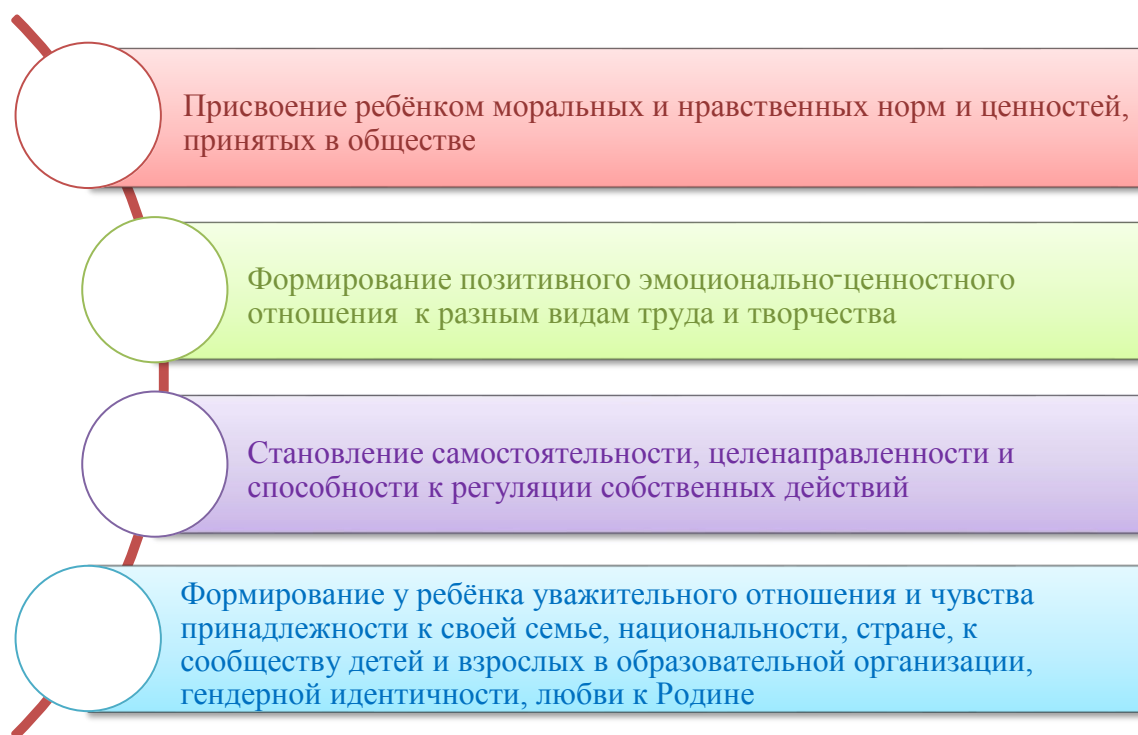 Присвоение ребёнком моральных и нравственных норм и ценностей,
принятых в обществе
Формирование позитивного эмоционально-ценностного
отношения к разным видам труда и творчества
Становление самостоятельности, целенаправленности и
способности к регуляции собственных действий
Формирование у ребёнка уважительного отношения и чувства
принадлежности к своей семье, национальности, стране, к
сообществу детей и взрослых в образовательной организации,
гендерной идентичности, любви к Родине